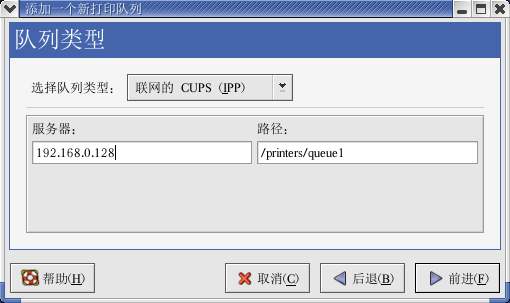 添加一个新打印队列
队列类型
选择队列类型： 联网的 CUPS (IPP)
服务器： 路径：
192.168.0.128 /printers/queue1
帮助(H) 取消(C) 后退(B) 前进(F)